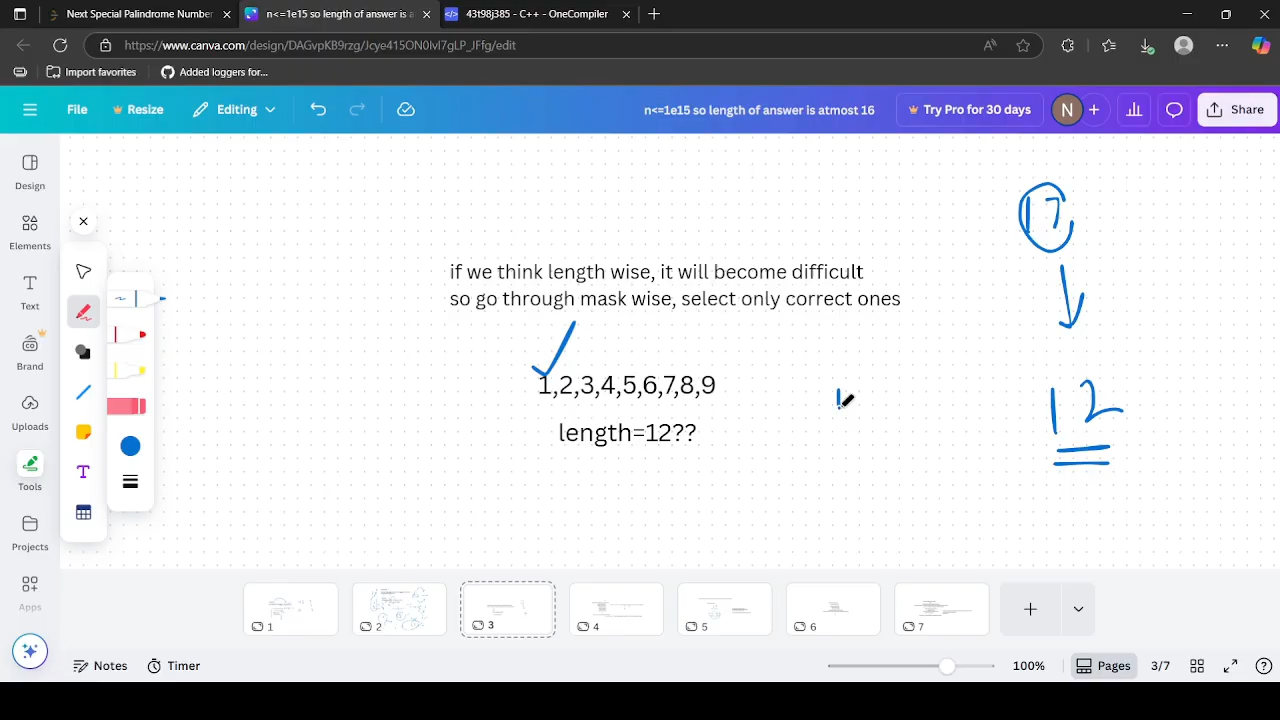 Next Special Palindrome Number
n<=1e15 so length of answer is a
43t98j385 - C++ - OneCompiler
https://www.canva.com/design/DAGvpKB9rzg/Jcye415ON0lvl7gLP_JFfg/edit
Import favorites
Added loggers for...
File
Resize
Editing
n<=1e15 so length of answer is atmost 16
Try Pro for 30 days
N
Share
Design
Elements
Text
Brand
Uploads
Tools
Projects
Apps
if we think length wise, it will become difficult
so go through mask wise, select only correct ones
1,2,3,4,5,6,7,8,9
length=12??
17
12
1
2
3
4
5
6
7
Notes
Timer
100%
Pages
3/7